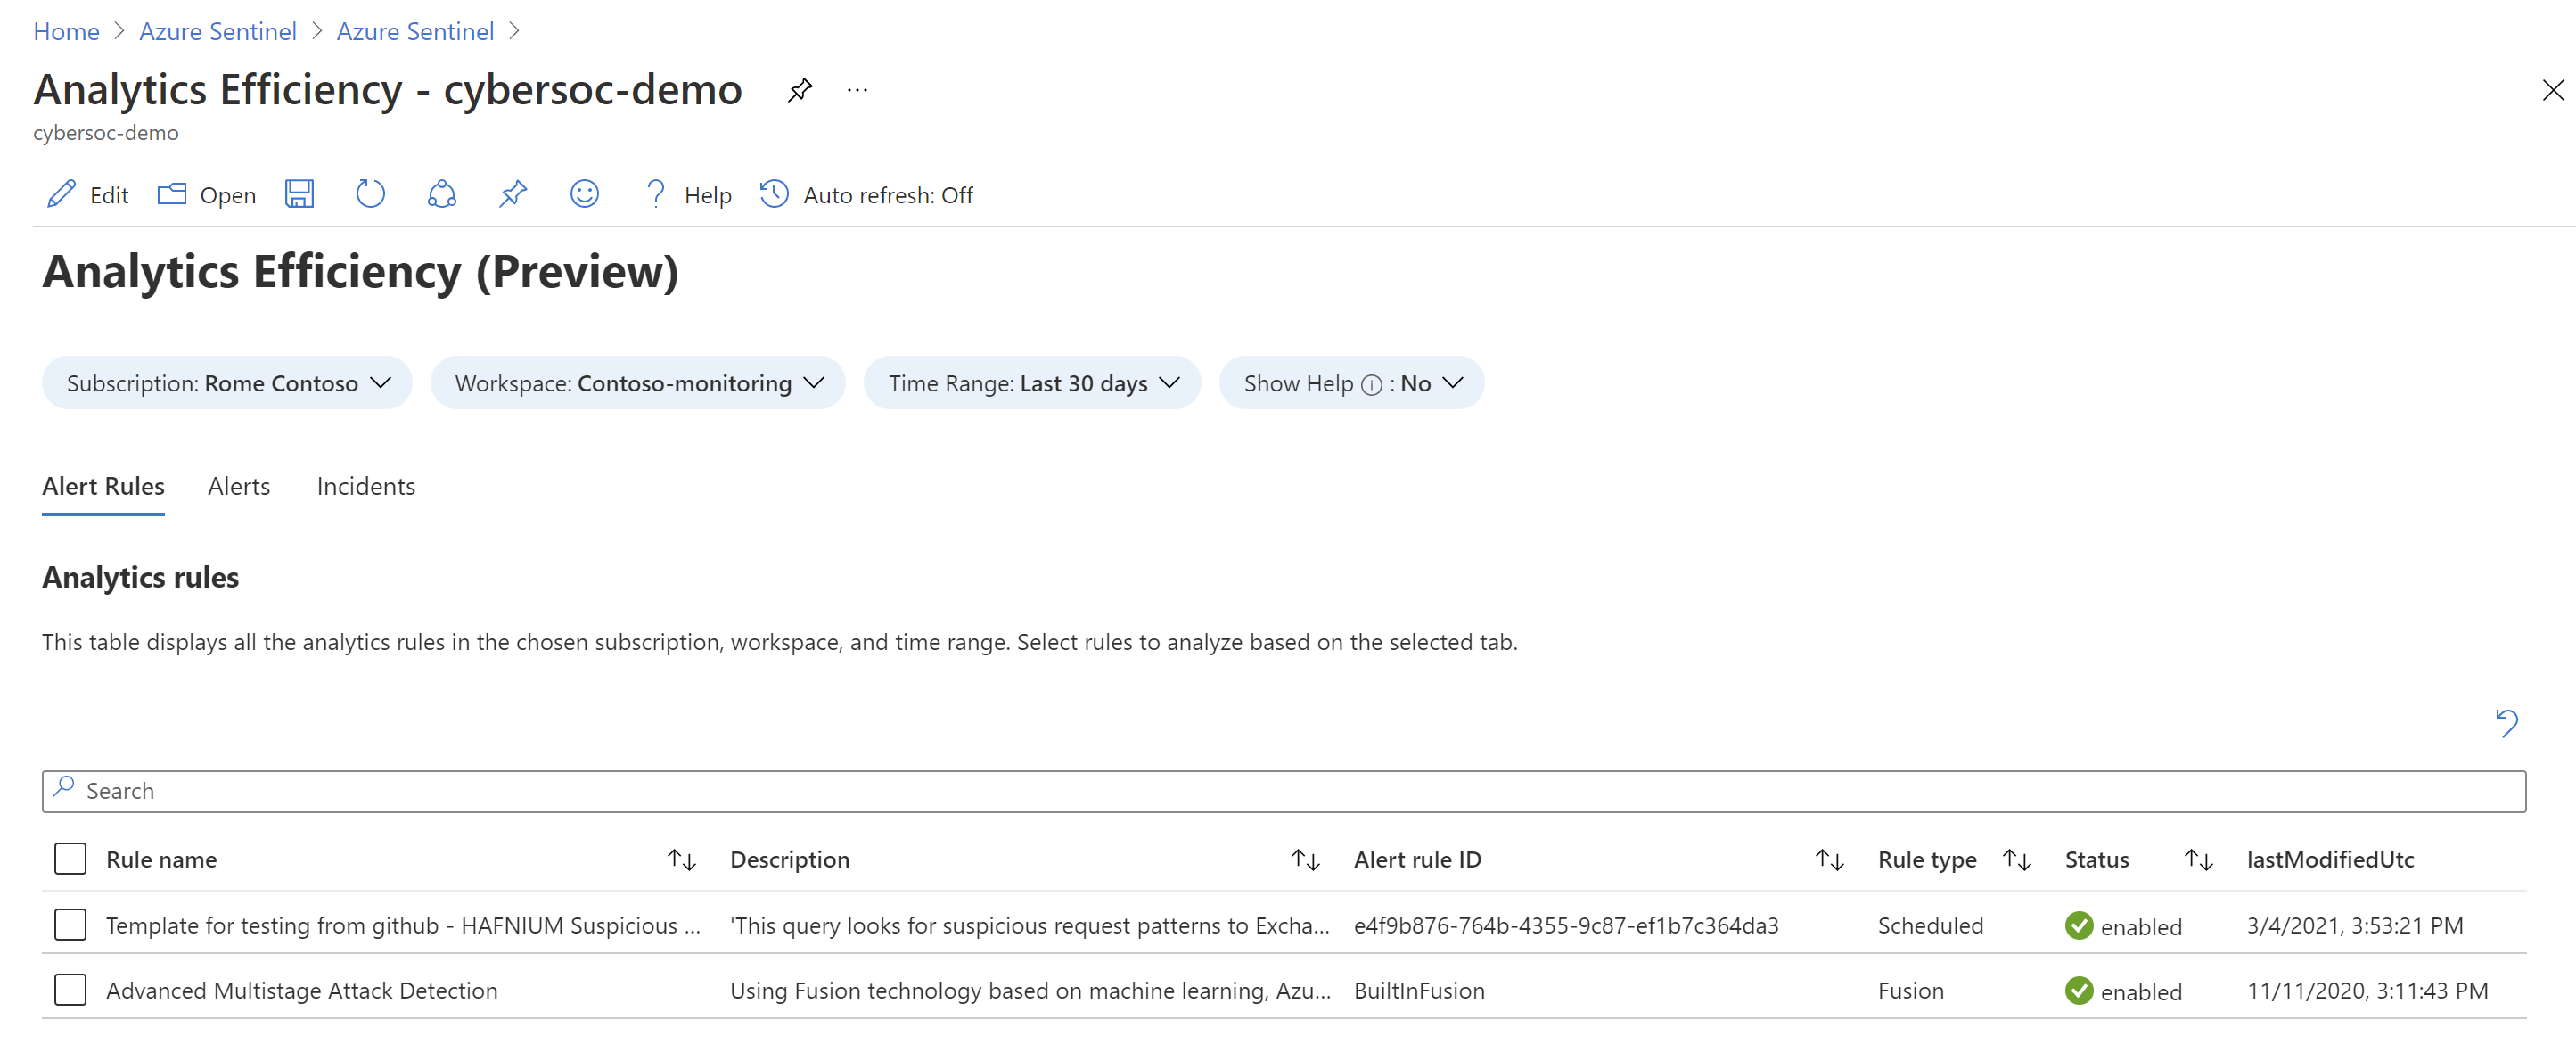 Home > Azure Sentinel > Azure Sentinel >
Analytics Efficiency - cybersoc-demo ...
cybersoc-demo
Edit Open Help Auto refresh: Off
Analytics Efficiency (Preview)
Subscription: Rome Contoso Workspace: Contoso-monitoring Time Range: Last 30 days Show Help : No
Alert Rules Alerts Incidents
Analytics rules
This table displays all the analytics rules in the chosen subscription, workspace, and time range. Select rules to analyze based on the selected tab.
Search
Rule name Description Alert rule ID Rule type Status lastModifiedUtc
Template for testing from github - HAFNIUM Suspicious ... 'This query looks for suspicious request patterns to Excha... e4f9b876-764b-4355-9c87-ef1b7c364da3 Scheduled enabled 3/4/2021, 3:53:21 PM
Advanced Multistage Attack Detection Using Fusion technology based on machine learning, Azu... BuiltInFusion Fusion enabled 11/11/2020, 3:11:43 PM